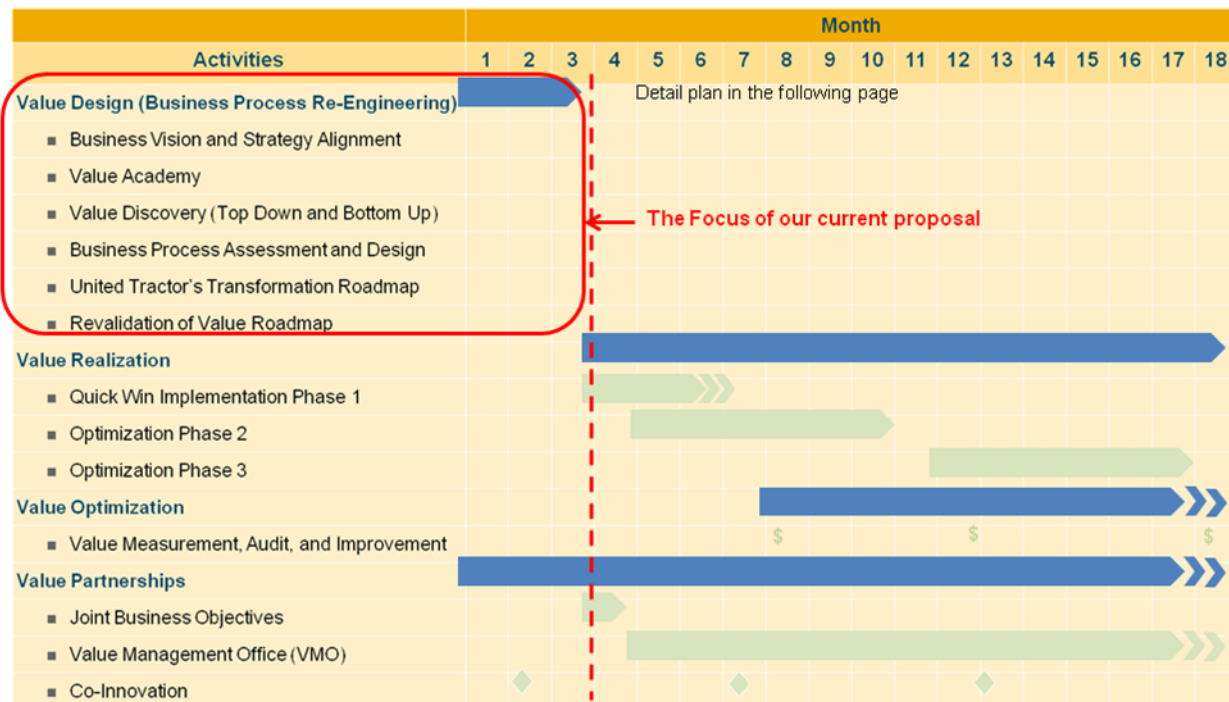 Month
Activities 1 2 3 4 5 6 7 8 9 10 11 12 13 14 15 16 17 18
Value Design (Business Process Re-Engineering) Detail plan in the following page
■ Business Vision and Strategy Alignment
■ Value Academy
■ Value Discovery (Top Down and Bottom Up) The Focus of our current proposal
■ Business Process Assessment and Design
■ United Tractor's Transformation Roadmap
■ Revalidation of Value Roadmap
Value Realization
■ Quick Win Implementation Phase 1
■ Optimization Phase 2
■ Optimization Phase 3
Value Optimization
■ Value Measurement, Audit, and Improvement $ $ $
Value Partnerships
■ Joint Business Objectives
■ Value Management Office (VMO)
■ Co-Innovation